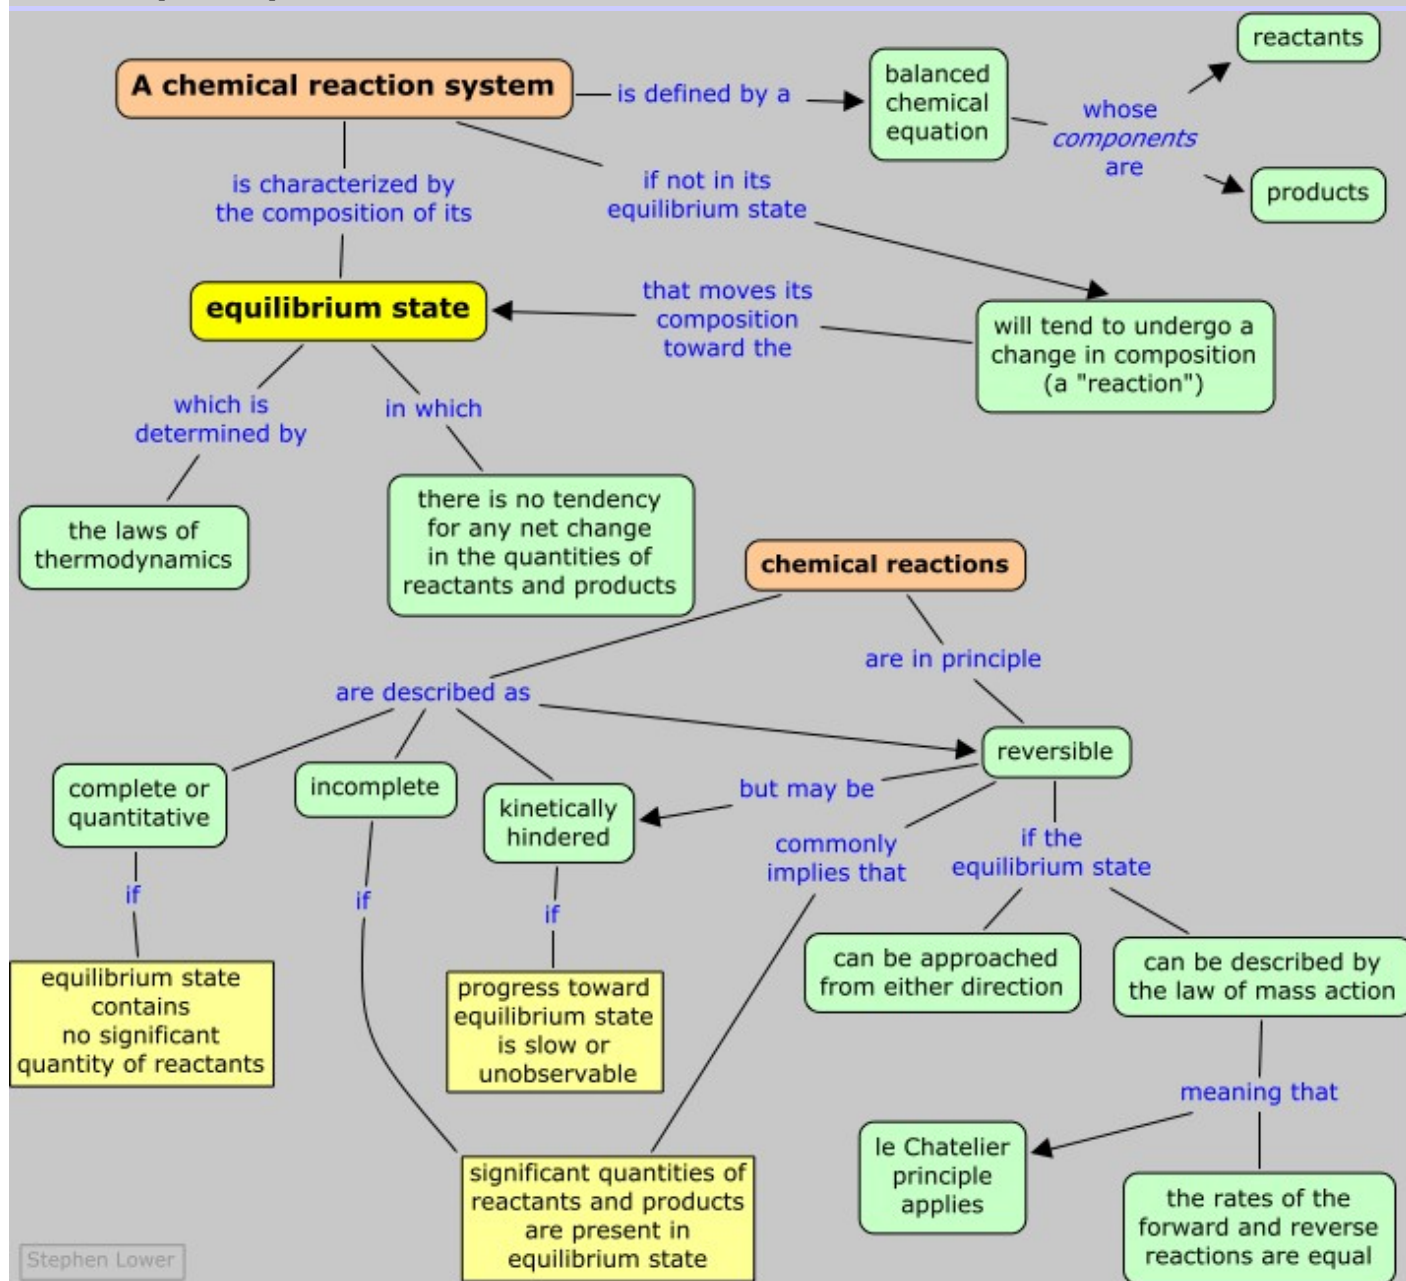 reactants
A chemical reaction system
is defined by a
balanced
chemical
equation
whose
components
are
products
is characterized by
the composition of its
if not in its
equilibrium state
equilibrium state
that moves its
composition
toward the
will tend to undergo a
change in composition
(a "reaction")
which is
determined by
in which
the laws of
thermodynamics
there is no tendency
for any net change
in the quantities of
reactants and products
chemical reactions
are described as
are in principle
complete or
quantitative
incomplete
kinetically
hindered
but may be
reversible
commonly
implies that
if the
equilibrium state
if
if
if
equilibrium state
contains
no significant
quantity of reactants
progress toward
equilibrium state
is slow or
unobservable
can be approached
from either direction
can be described by
the law of mass action
meaning that
le Chatelier
principle
applies
the rates of the
forward and reverse
reactions are equal
significant quantities of
reactants and products
are present in
equilibrium state
Stephen Lower